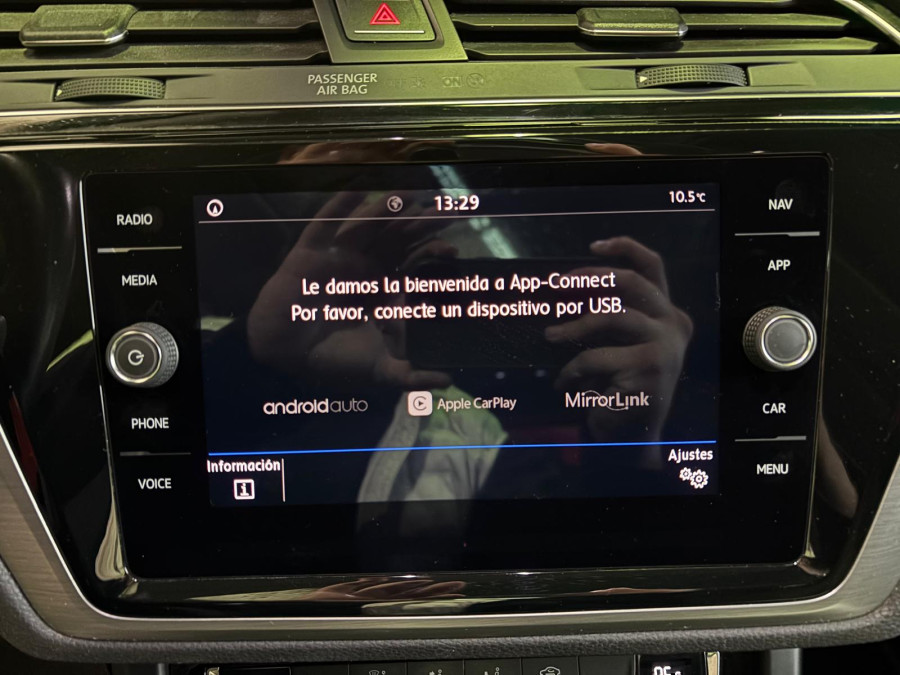 PASSENGER
AIR BAG
RADIO
MEDIA
PHONE
VOICE
13:29
10.5°C
Le damos la bienvenida a App-Connect
Por favor, conecte un dispositivo por USB.
androidauto
Apple CarPlay
MirrorLink
Información
Ajustes
NAV
APP
CAR
MENU